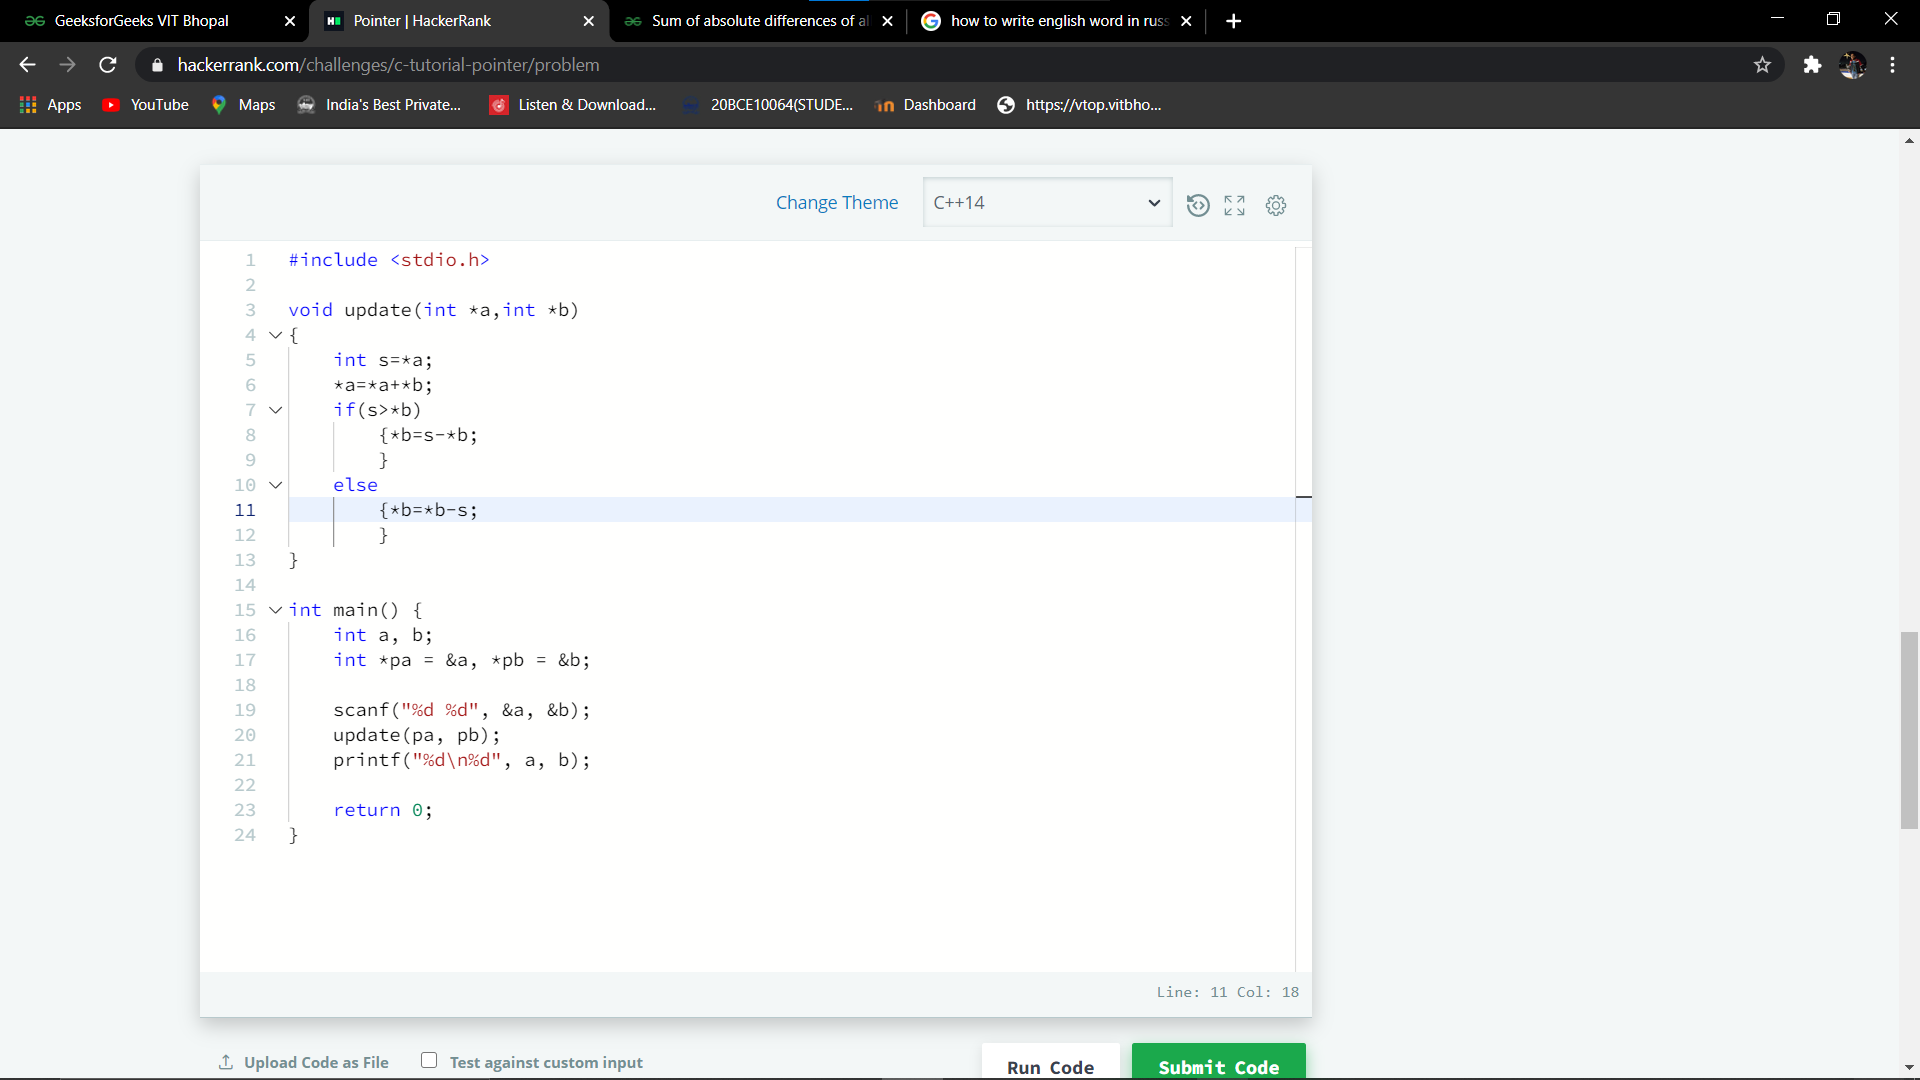 GeeksforGeeks VIT Bhopal
Pointer | HackerRank
Sum of absolute differences of al
how to write english word in russ
hackerrank.com/challenges/c-tutorial-pointer/problem
Apps YouTube Maps India's Best Private... Listen & Download... 20BCE10064(STUDE... Dashboard https://vtop.vitbho...
Change Theme C++14
1 #include <stdio.h>
2
3 void update(int *a,int *b)
4 {
5 int s=*a;
6 *a=*a+*b;
7 if(s>*b)
8 {*b=s-*b;
9 }
10 else
11 {*b=*b-s;
12 }
13 }
14
15 int main() {
16 int a, b;
17 int *pa = &a, *pb = &b;
18
19 scanf("%d %d", &a, &b);
20 update(pa, pb);
21 printf("%d\n%d", a, b);
22
23 return 0;
24 }
Line: 11 Col: 18
Upload Code as File Test against custom input Run Code Submit Code